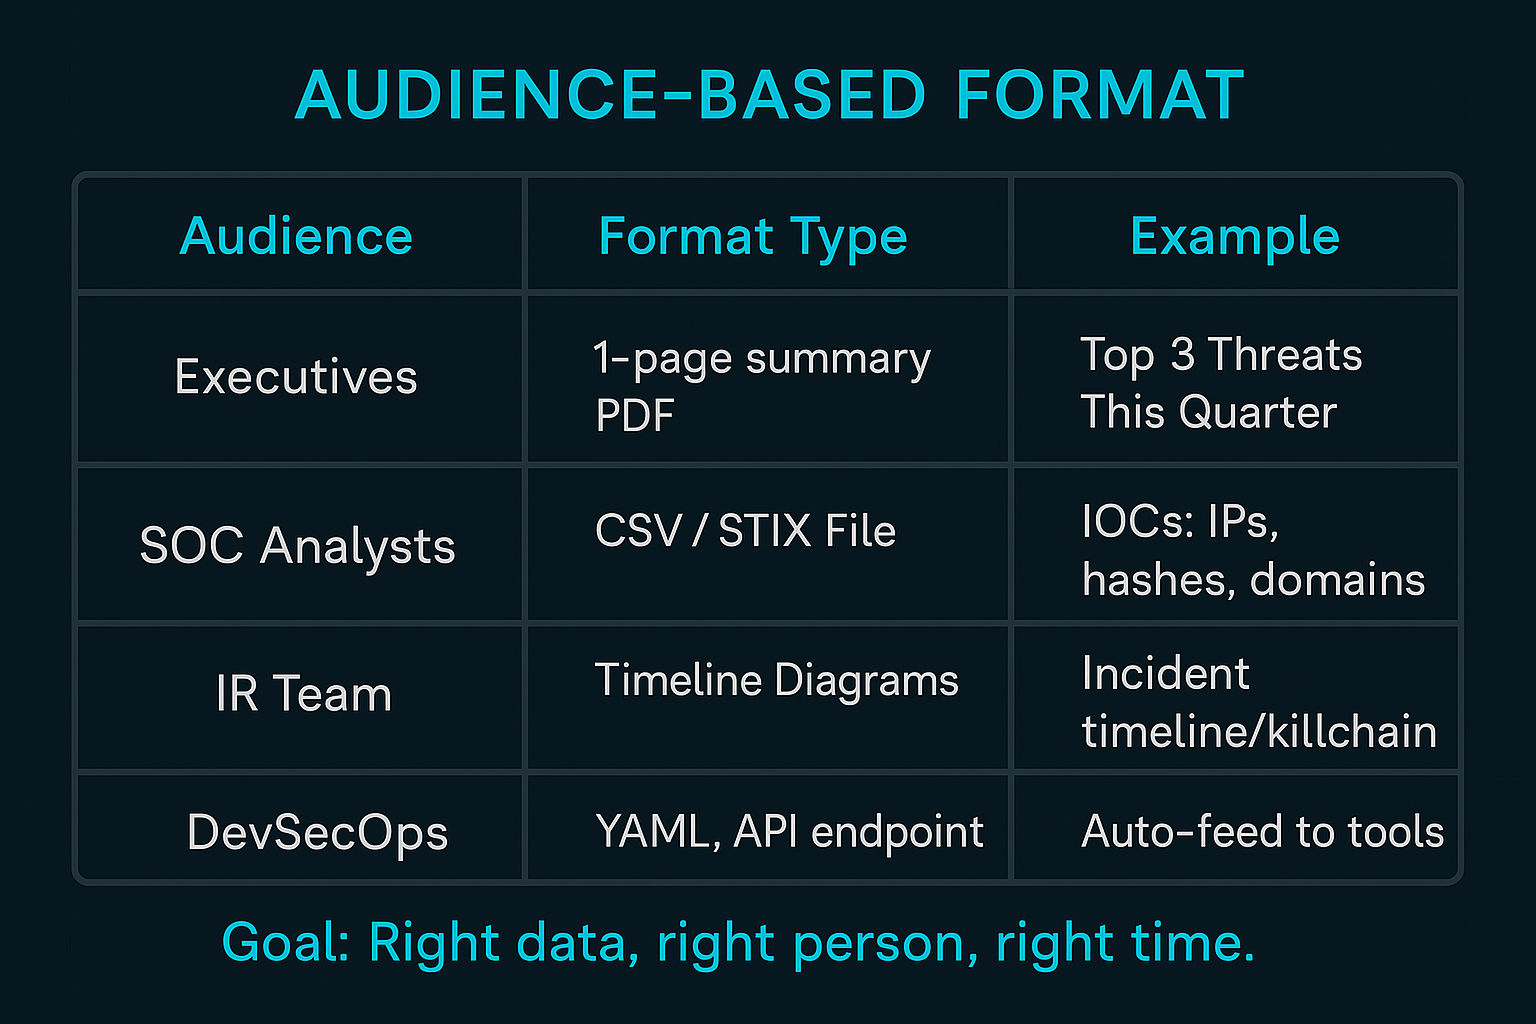 AUDIENCE-BASED FORMAT
Audience
Format Type
Example
Executives
1-page summary
PDF
Top 3 Threats
This Quarter
SOC Analysts
CSV / STIX File
IOCs: IPs,
hashes, domains
IR Team
Timeline Diagrams
Incident
timeline/killchain
DevSecOps
YAML, API endpoint
Auto-feed to tools
Goal: Right data, right person, right time.